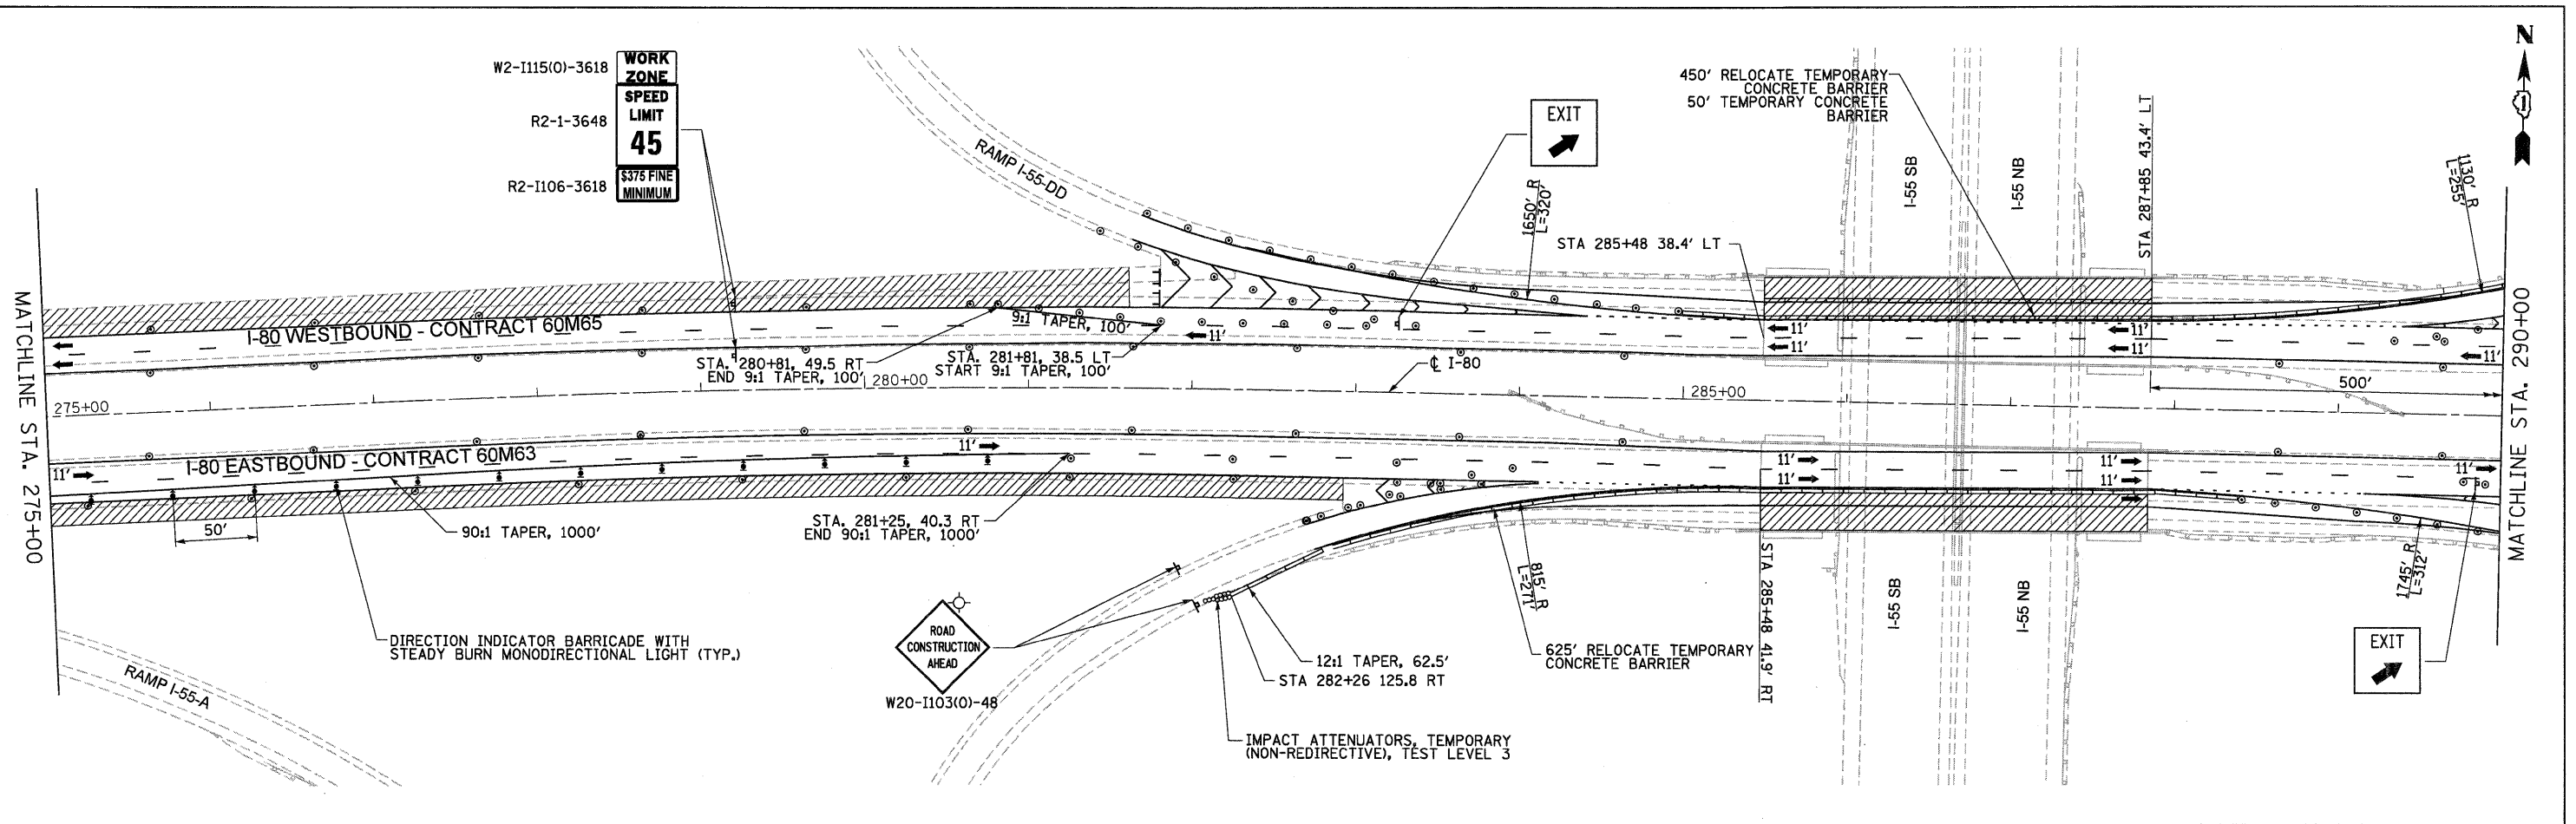 W2-I115(O)-3618
WORK
ZONE
SPEED
LIMIT
45
R2-1-3648
$375 FINE
MINIMUM
R2-I106-3618
RAMP I-55-DD
EXIT
450' RELOCATE TEMPORARY
CONCRETE BARRIER
50' TEMPORARY CONCRETE
BARRIER
STA 287+85 43.4' LT
N
1
I-55 SB
I-55 NB
1130' R
L=255'
1650' R
L=320'
STA 285+48 38.4' LT
MATCHLINE STA. 275+00
I-80 WESTBOUND - CONTRACT 60M65
9:1 TAPER, 100'
11'
11'
11'
11'
11'
11'
STA. 280+81, 49.5 RT
END 9:1 TAPER, 100'
STA. 281+81, 38.5 LT
START 9:1 TAPER, 100'
275+00
280+00
℄ I-80
285+00
500'
MATCHLINE STA. 290+00
11'
I-80 EASTBOUND - CONTRACT 60M63
11'
11'
11'
11'
11'
11'
50'
90:1 TAPER, 1000'
STA. 281+25, 40.3 RT
END 90:1 TAPER, 1000'
815' R
L=271'
STA 285+48 41.9' RT
I-55 SB
I-55 NB
1745' R
L=312'
EXIT
DIRECTION INDICATOR BARRICADE WITH
STEADY BURN MONODIRECTIONAL LIGHT (TYP.)
RAMP I-55-A
ROAD
CONSTRUCTION
AHEAD
W20-I103(O)-48
12:1 TAPER, 62.5'
STA 282+26 125.8 RT
625' RELOCATE TEMPORARY
CONCRETE BARRIER
IMPACT ATTENUATORS, TEMPORARY
(NON-REDIRECTIVE), TEST LEVEL 3